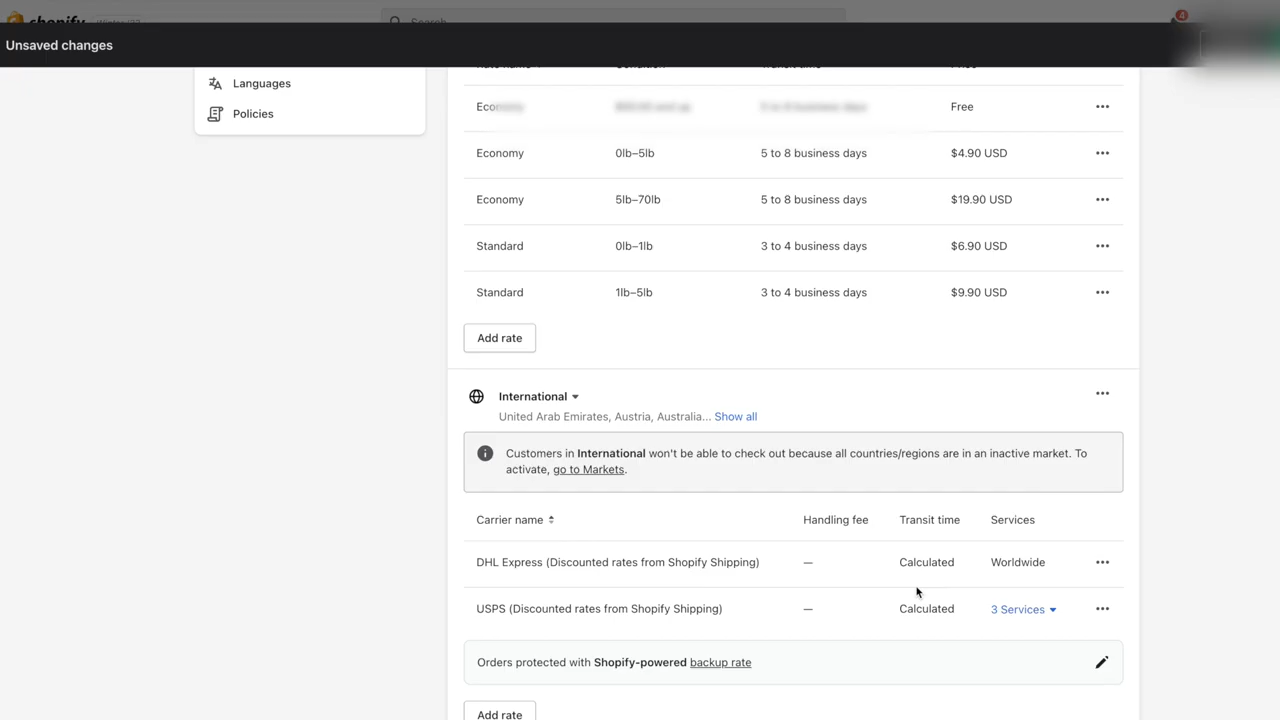 shopify
Search
4
Unsaved changes
Languages
Policies
Economy Free
Economy 0lb–5lb 5 to 8 business days $4.90 USD
Economy 5lb–70lb 5 to 8 business days $19.90 USD
Standard 0lb–1lb 3 to 4 business days $6.90 USD
Standard 1lb–5lb 3 to 4 business days $9.90 USD
Add rate
International
United Arab Emirates, Austria, Australia... Show all
Customers in International won't be able to check out because all countries/regions are in an inactive market. To
activate, go to Markets.
Carrier name Handling fee Transit time Services
DHL Express (Discounted rates from Shopify Shipping) — Calculated Worldwide
USPS (Discounted rates from Shopify Shipping) — Calculated 3 Services
Orders protected with Shopify-powered backup rate
Add rate